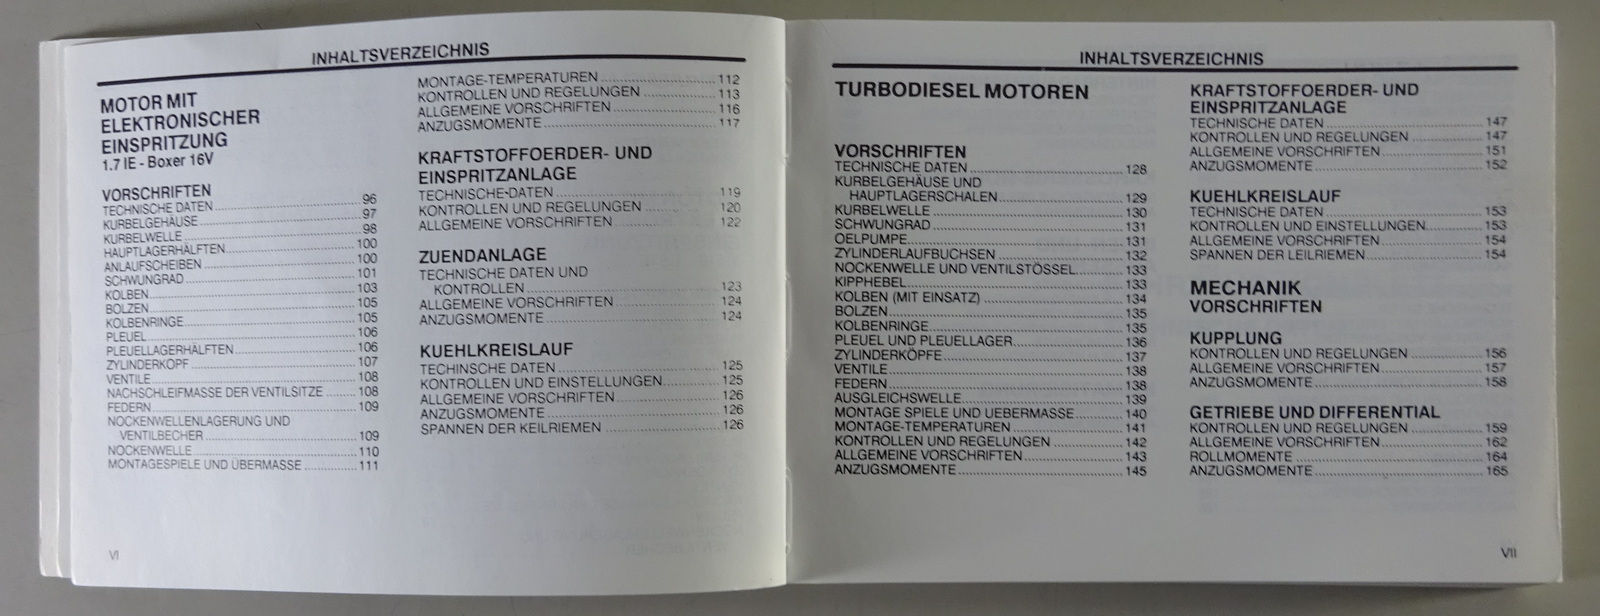 INHALTSVERZEICHNIS
MOTOR MIT
ELEKTRONISCHER
EINSPRITZUNG
1.7 IE - Boxer 16V
VORSCHRIFTEN
TECHNISCHE DATEN 96
KURBELGEHÄUSE 97
KURBELWELLE 98
HAUPTLAGERHÄLFTEN 100
ANLAUFSCHEIBEN 100
SCHWUNGRAD 101
KOLBEN 103
BOLZEN 105
KOLBENRINGE 105
PLEUEL 106
PLEUELLAGERHÄLFTEN 106
ZYLINDERKOPF 107
VENTILE 108
NACHSCHLEIFMASSE DER VENTILSITZE 108
FEDERN 109
NOCKENWELLENLAGERUNG UND
VENTILBECHER 109
NOCKENWELLE 110
MONTAGESPIELE UND ÜBERMASSE 111
MONTAGE-TEMPERATUREN 112
KONTROLLEN UND REGELUNGEN 113
ALLGEMEINE VORSCHRIFTEN 116
ANZUGSMOMENTE 117
KRAFTSTOFFOERDER- UND
EINSPRITZANLAGE
TECHNISCHE-DATEN 119
KONTROLLEN UND REGELUNGEN 120
ALLGEMEINE VORSCHRIFTEN 122
ZUENDANLAGE
TECHNISCHE DATEN UND
KONTROLLEN 123
ALLGEMEINE VORSCHRIFTEN 124
ANZUGSMOMENTE 124
KUEHLKREISLAUF
TECHINSCHE DATEN 125
KONTROLLEN UND EINSTELLUNGEN 125
ALLGEMEINE VORSCHRIFTEN 126
ANZUGSMOMENTE 126
SPANNEN DER KEILRIEMEN 126
VI
INHALTSVERZEICHNIS
TURBODIESEL MOTOREN
VORSCHRIFTEN
TECHNISCHE DATEN 128
KURBELGEHÄUSE UND
HAUPTLAGERSCHALEN 129
KURBELWELLE 130
SCHWUNGRAD 131
OELPUMPE 131
ZYLINDERLAUFBUCHSEN 132
NOCKENWELLE UND VENTILSTÖSSEL 133
KIPPHEBEL 133
KOLBEN (MIT EINSATZ) 134
BOLZEN 135
KOLBENRINGE 135
PLEUEL UND PLEUELLAGER 136
ZYLINDERKÖPFE 137
VENTILE 138
FEDERN 138
AUSGLEICHSWELLE 139
MONTAGE SPIELE UND UEBERMASSE 140
MONTAGE-TEMPERATUREN 141
KONTROLLEN UND REGELUNGEN 142
ALLGEMEINE VORSCHRIFTEN 143
ANZUGSMOMENTE 145
KRAFTSTOFFOERDER- UND
EINSPRITZANLAGE
TECHNISCHE DATEN 147
KONTROLLEN UND REGELUNGEN 147
ALLGEMEINE VORSCHRIFTEN 151
ANZUGSMOMENTE 152
KUEHLKREISLAUF
TECHNISCHE DATEN 153
KONTROLLEN UND EINSTELLUNGEN 153
ALLGEMEINE VORSCHRIFTEN 154
SPANNEN DER LEILRIEMEN 154
MECHANIK
VORSCHRIFTEN
KUPPLUNG
KONTROLLEN UND REGELUNGEN 156
ALLGEMEINE VORSCHRIFTEN 157
ANZUGSMOMENTE 158
GETRIEBE UND DIFFERENTIAL
KONTROLLEN UND REGELUNGEN 159
ALLGEMEINE VORSCHRIFTEN 162
ROLLMOMENTE 164
ANZUGSMOMENTE 165
VII